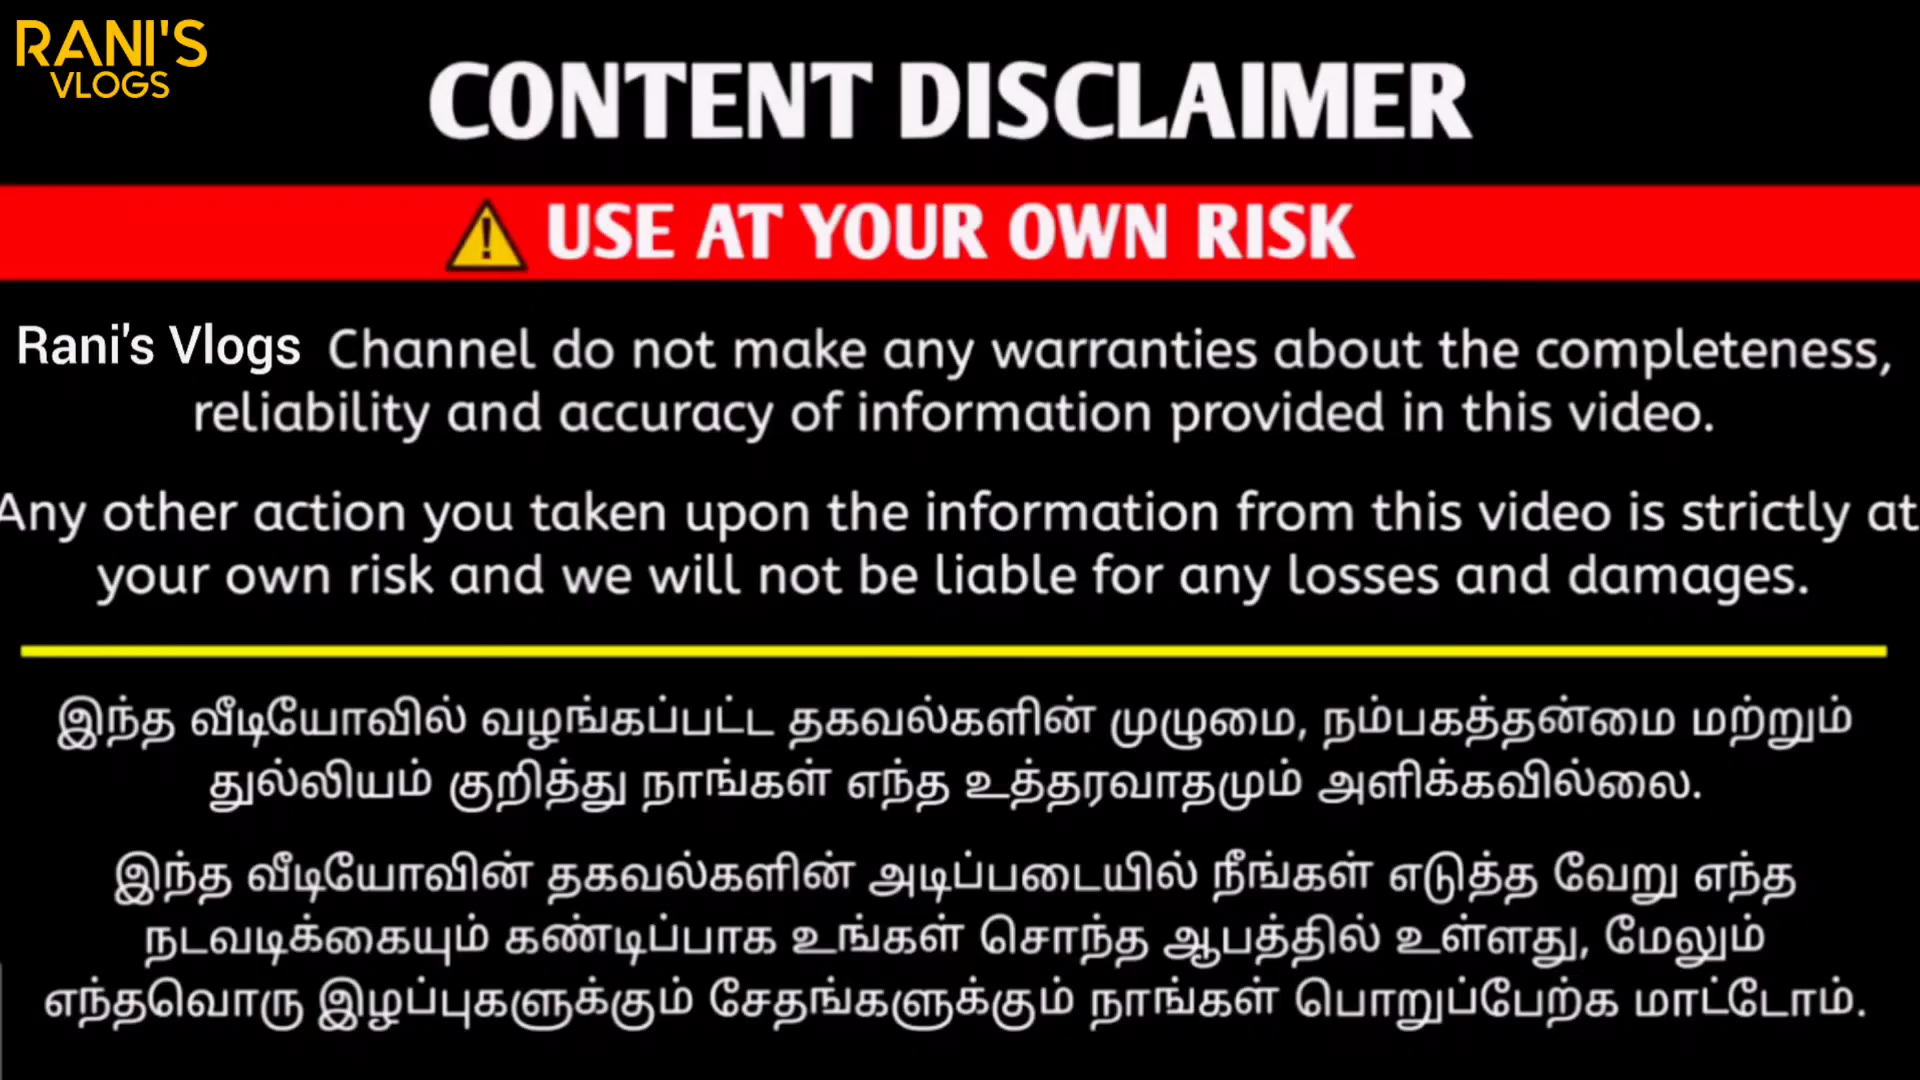 RANI'S
VLOGS
CONTENT DISCLAIMER
USE AT YOUR OWN RISK
Rani's Vlogs Channel do not make any warranties about the completeness,
reliability and accuracy of information provided in this video.
Any other action you taken upon the information from this video is strictly at
your own risk and we will not be liable for any losses and damages.
இந்த வீடியோவில் வழங்கப்பட்ட தகவல்களின் முழுமை, நம்பகத்தன்மை மற்றும்
துல்லியம் குறித்து நாங்கள் எந்த உத்தரவாதமும் அளிக்கவில்லை.
இந்த வீடியோவின் தகவல்களின் அடிப்படையில் நீங்கள் எடுத்த வேறு எந்த
நடவடிக்கையும் கண்டிப்பாக உங்கள் சொந்த ஆபத்தில் உள்ளது, மேலும்
எந்தவொரு இழப்புகளுக்கும் சேதங்களுக்கும் நாங்கள் பொறுப்பேற்க மாட்டோம்.